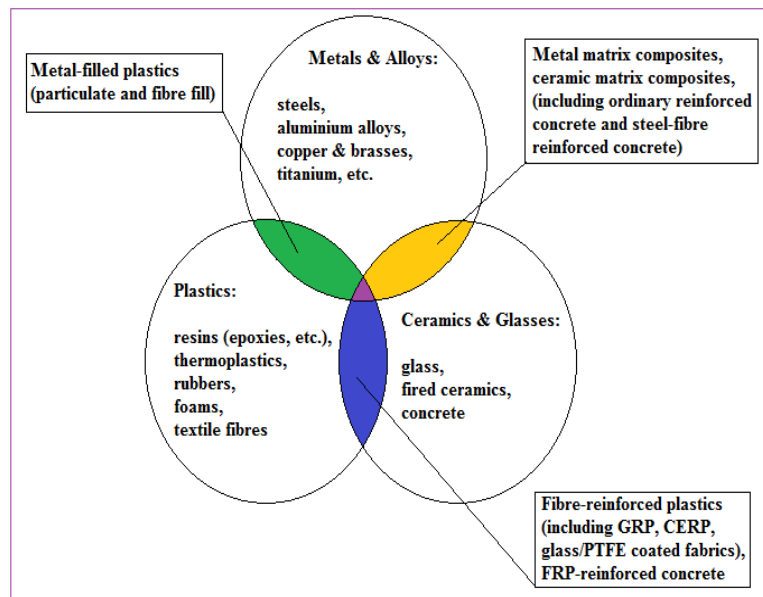 Metal-filled plastics
(particulate and fibre fill)
Metals & Alloys:
steels,
aluminium alloys,
copper & brasses,
titanium, etc.
Metal matrix composites,
ceramic matrix composites,
(including ordinary reinforced
concrete and steel-fibre
reinforced concrete)
Plastics:
resins (epoxies, etc.),
thermoplastics,
rubbers,
foams,
textile fibres
Ceramics & Glasses:
glass,
fired ceramics,
concrete
Fibre-reinforced plastics
(including GRP, CERP,
glass/PTFE coated fabrics),
FRP-reinforced concrete